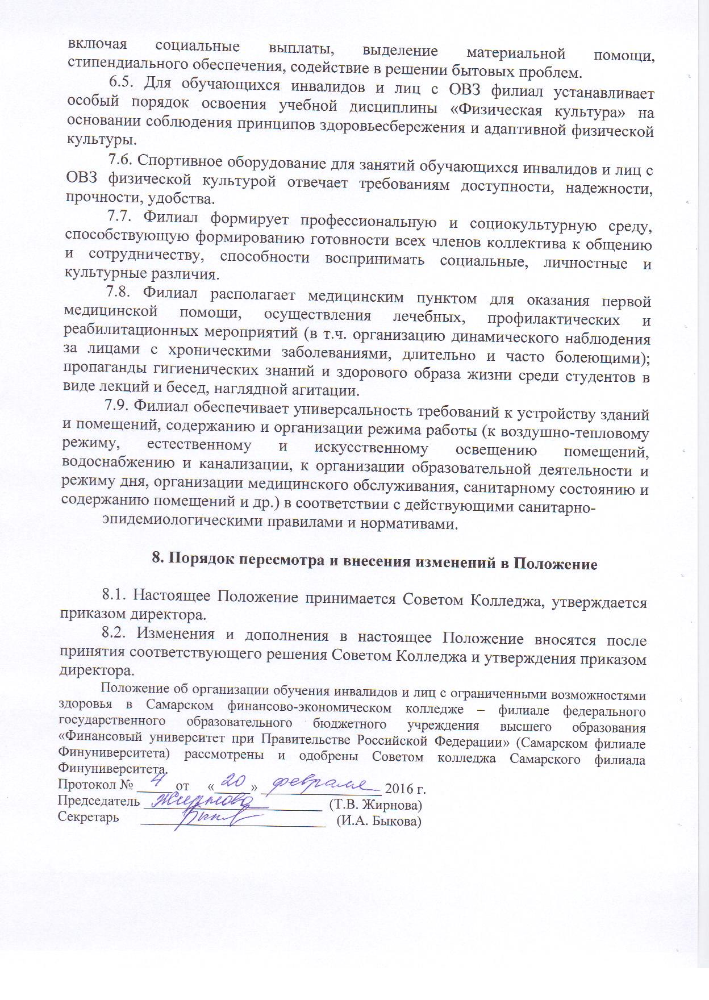 включая социальные выплаты, выделение материальной помощи,
стипендиального обеспечения, содействие в решении бытовых проблем.
6.5. Для обучающихся инвалидов и лиц с ОВЗ филиал устанавливает
особый порядок освоения учебной дисциплины «Физическая культура» на
основании соблюдения принципов здоровьесбережения и адаптивной физической
культуры.
7.6. Спортивное оборудование для занятий обучающихся инвалидов и лиц с
ОВЗ физической культурой отвечает требованиям доступности, надежности,
прочности, удобства.
7.7. Филиал формирует профессиональную и социокультурную среду,
способствующую формированию готовности всех членов коллектива к общению
и сотрудничеству, способности воспринимать социальные, личностные и
культурные различия.
7.8. Филиал располагает медицинским пунктом для оказания первой
медицинской помощи, осуществления лечебных, профилактических и
реабилитационных мероприятий (в т.ч. организацию динамического наблюдения
за лицами с хроническими заболеваниями, длительно и часто болеющими);
пропаганды гигиенических знаний и здорового образа жизни среди студентов в
виде лекций и бесед, наглядной агитации.
7.9. Филиал обеспечивает универсальность требований к устройству зданий
и помещений, содержанию и организации режима работы (к воздушно-тепловому
режиму, естественному и искусственному освещению помещений,
водоснабжению и канализации, к организации образовательной деятельности и
режиму дня, организации медицинского обслуживания, санитарному состоянию и
содержанию помещений и др.) в соответствии с действующими санитарно-
эпидемиологическими правилами и нормативами.
8. Порядок пересмотра и внесения изменений в Положение
8.1. Настоящее Положение принимается Советом Колледжа, утверждается
приказом директора.
8.2. Изменения и дополнения в настоящее Положение вносятся после
принятия соответствующего решения Советом Колледжа и утверждения приказом
директора.
Положение об организации обучения инвалидов и лиц с ограниченными возможностями
здоровья в Самарском финансово-экономическом колледже – филиале федерального
государственного образовательного бюджетного учреждения высшего образования
«Финансовый университет при Правительстве Российской Федерации» (Самарском филиале
Финуниверситета) рассмотрены и одобрены Советом колледжа Самарского филиала
Финуниверситета.
Протокол № 4 от «20» февраля 2016 г.
Председатель Жирнова (Т.В. Жирнова)
Секретарь (И.А. Быкова)